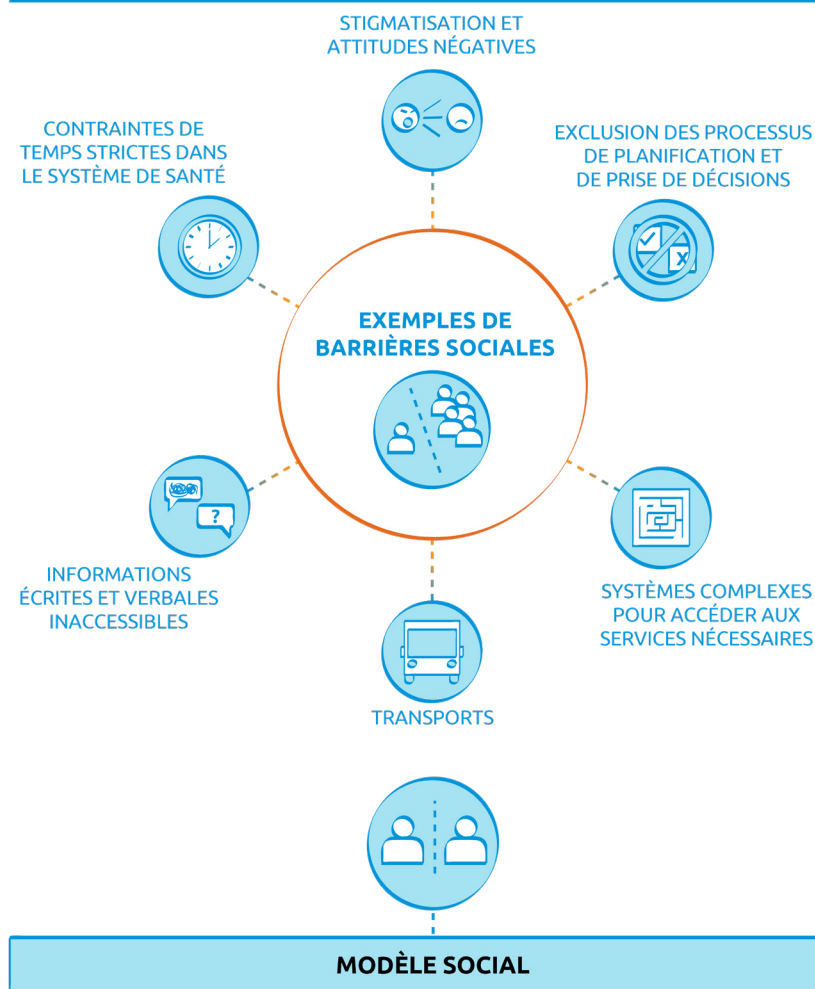 STIGMATISATION ET
ATTITUDES NÉGATIVES
CONTRAINTES DE
TEMPS STRICTES DANS
LE SYSTÈME DE SANTÉ
EXCLUSION DES PROCESSUS
DE PLANIFICATION ET
DE PRISE DE DÉCISIONS
X
EXEMPLES DE
BARRIÈRES SOCIALES
?
INFORMATIONS
ÉCRITES ET VERBALES
INACCESSIBLES
SYSTÈMES COMPLEXES
POUR ACCÉDER AUX
SERVICES NÉCESSAIRES
TRANSPORTS
MODÈLE SOCIAL